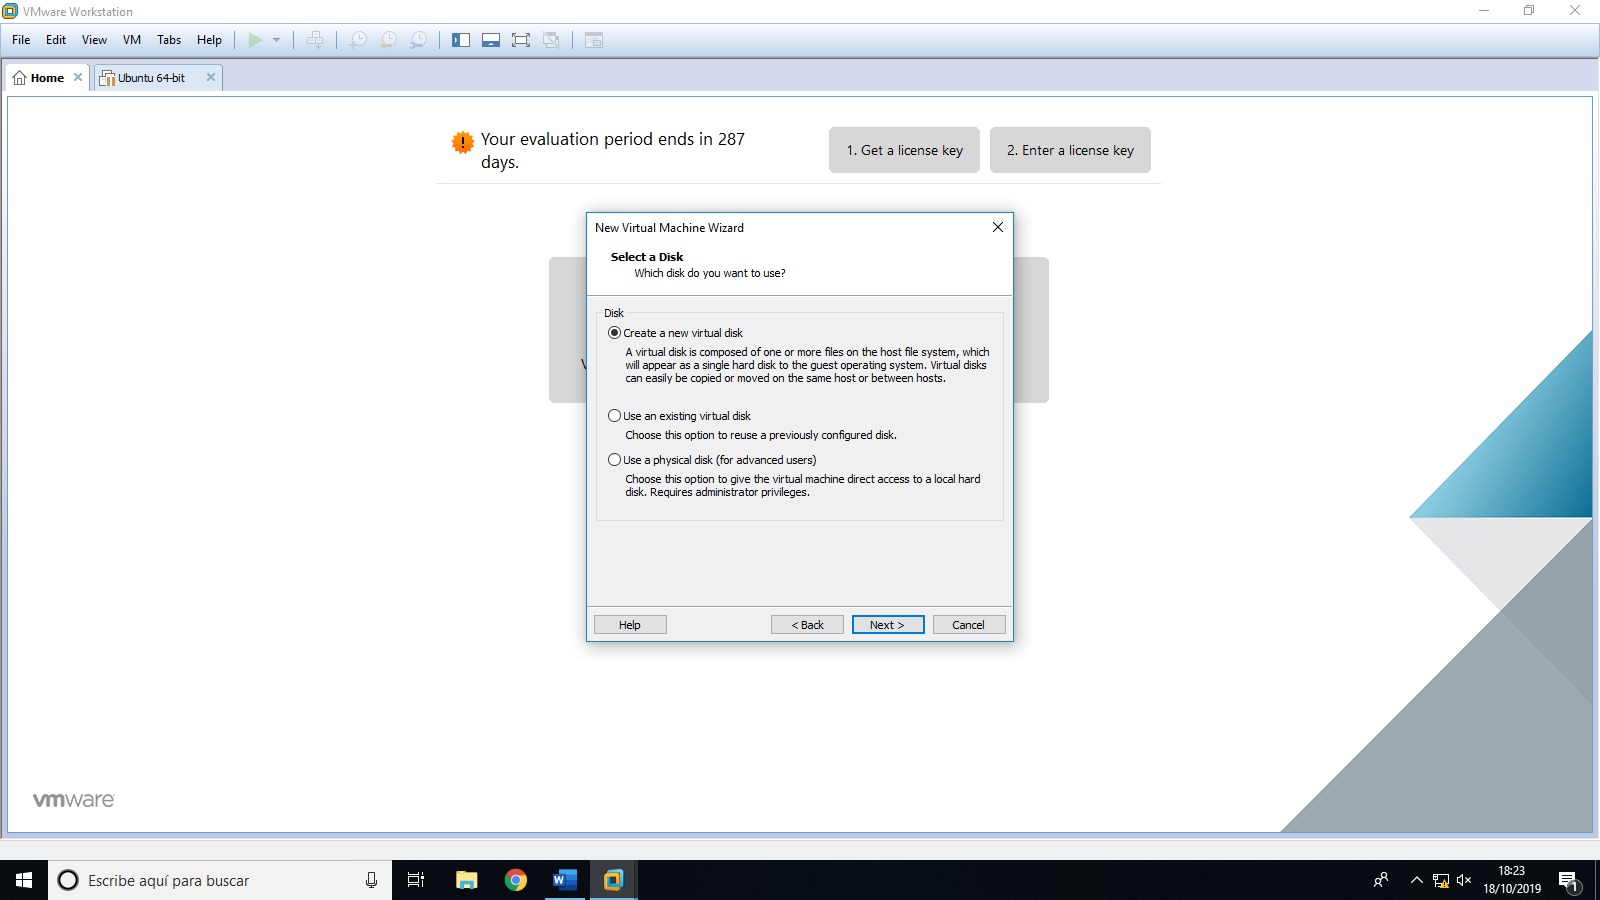 VMware Workstation
File Edit View VM Tabs Help
Home Ubuntu 64-bit
Your evaluation period ends in 287
days.
1. Get a license key
2. Enter a license key
New Virtual Machine Wizard
Select a Disk
Which disk do you want to use?
Disk
Create a new virtual disk
A virtual disk is composed of one or more files on the host file system, which
will appear as a single hard disk to the guest operating system. Virtual disks
can easily be copied or moved on the same host or between hosts.
Use an existing virtual disk
Choose this option to reuse a previously configured disk.
Use a physical disk (for advanced users)
Choose this option to give the virtual machine direct access to a local hard
disk. Requires administrator privileges.
Help < Back Next > Cancel
vmware
Escribe aquí para buscar
18:23
18/10/2019
1